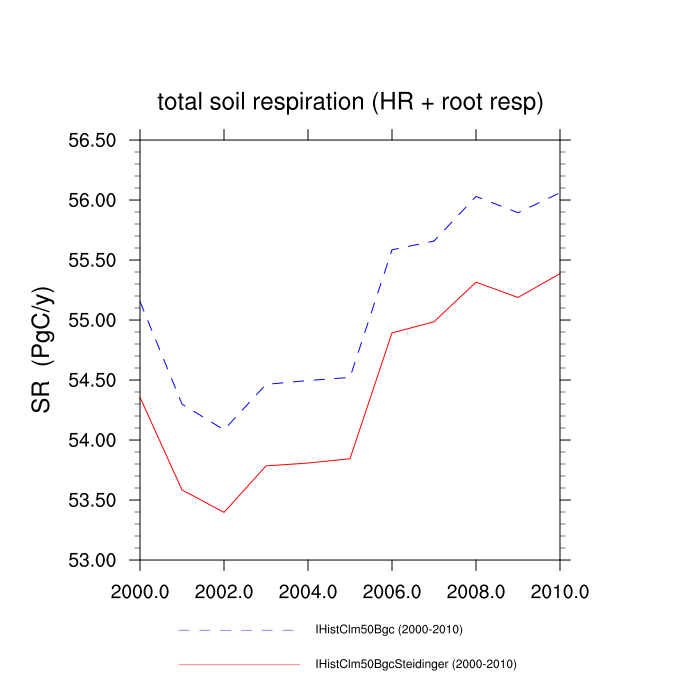 total soil respiration (HR + root resp)
56.50
56.00
55.50
55.00
54.50
54.00
53.50
53.00
SR (PgC/y)
2000.0 2002.0 2004.0 2006.0 2008.0 2010.0
IHistClm50Bgc (2000-2010)
IHistClm50BgcSteidinger (2000-2010)